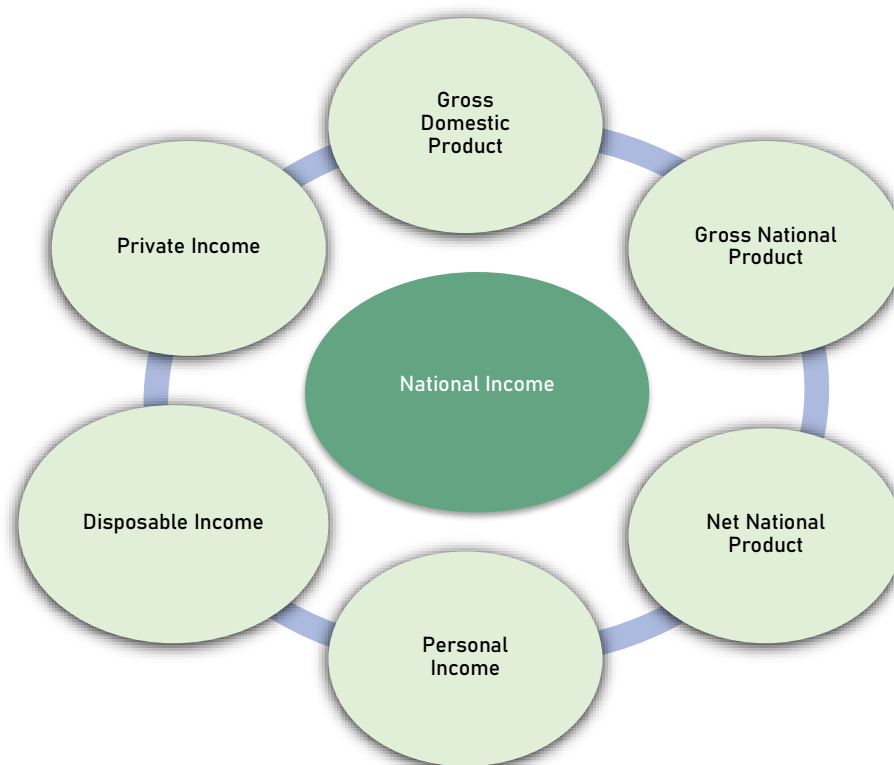 Gross
Domestic
Product
Gross National
Product
Net National
Product
Personal
Income
Disposable Income
Private Income
National Income